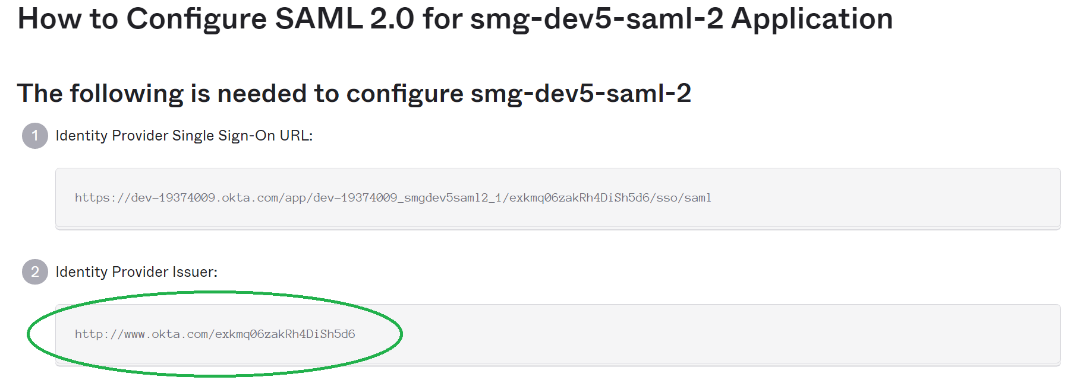 How to Configure SAML 2.0 for smg-dev5-saml-2 Application
The following is needed to configure smg-dev5-saml-2
1 Identity Provider Single Sign-On URL:
https://dev-19374009.okta.com/app/dev-19374009_smgdev5saml2_1/exkmq06zakRh4DiSh5d6/sso/saml
2 Identity Provider Issuer:
http://www.okta.com/exkmq06zakRh4DiSh5d6